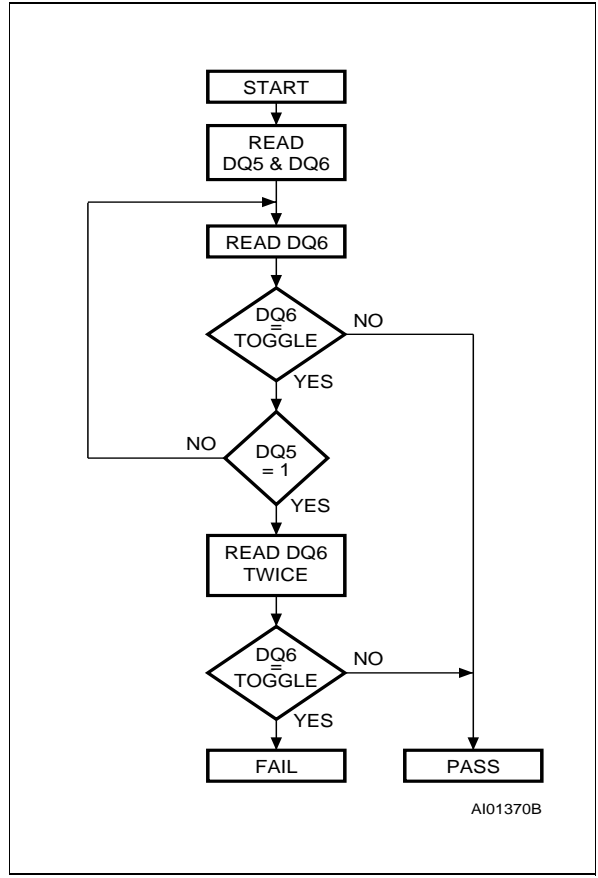 START
READ
DQ5 & DQ6
READ DQ6
DQ6
=
TOGGLE
NO
YES
NO
DQ5
= 1
YES
READ DQ6
TWICE
DQ6
=
TOGGLE
NO
YES
FAIL
PASS
AI01370B